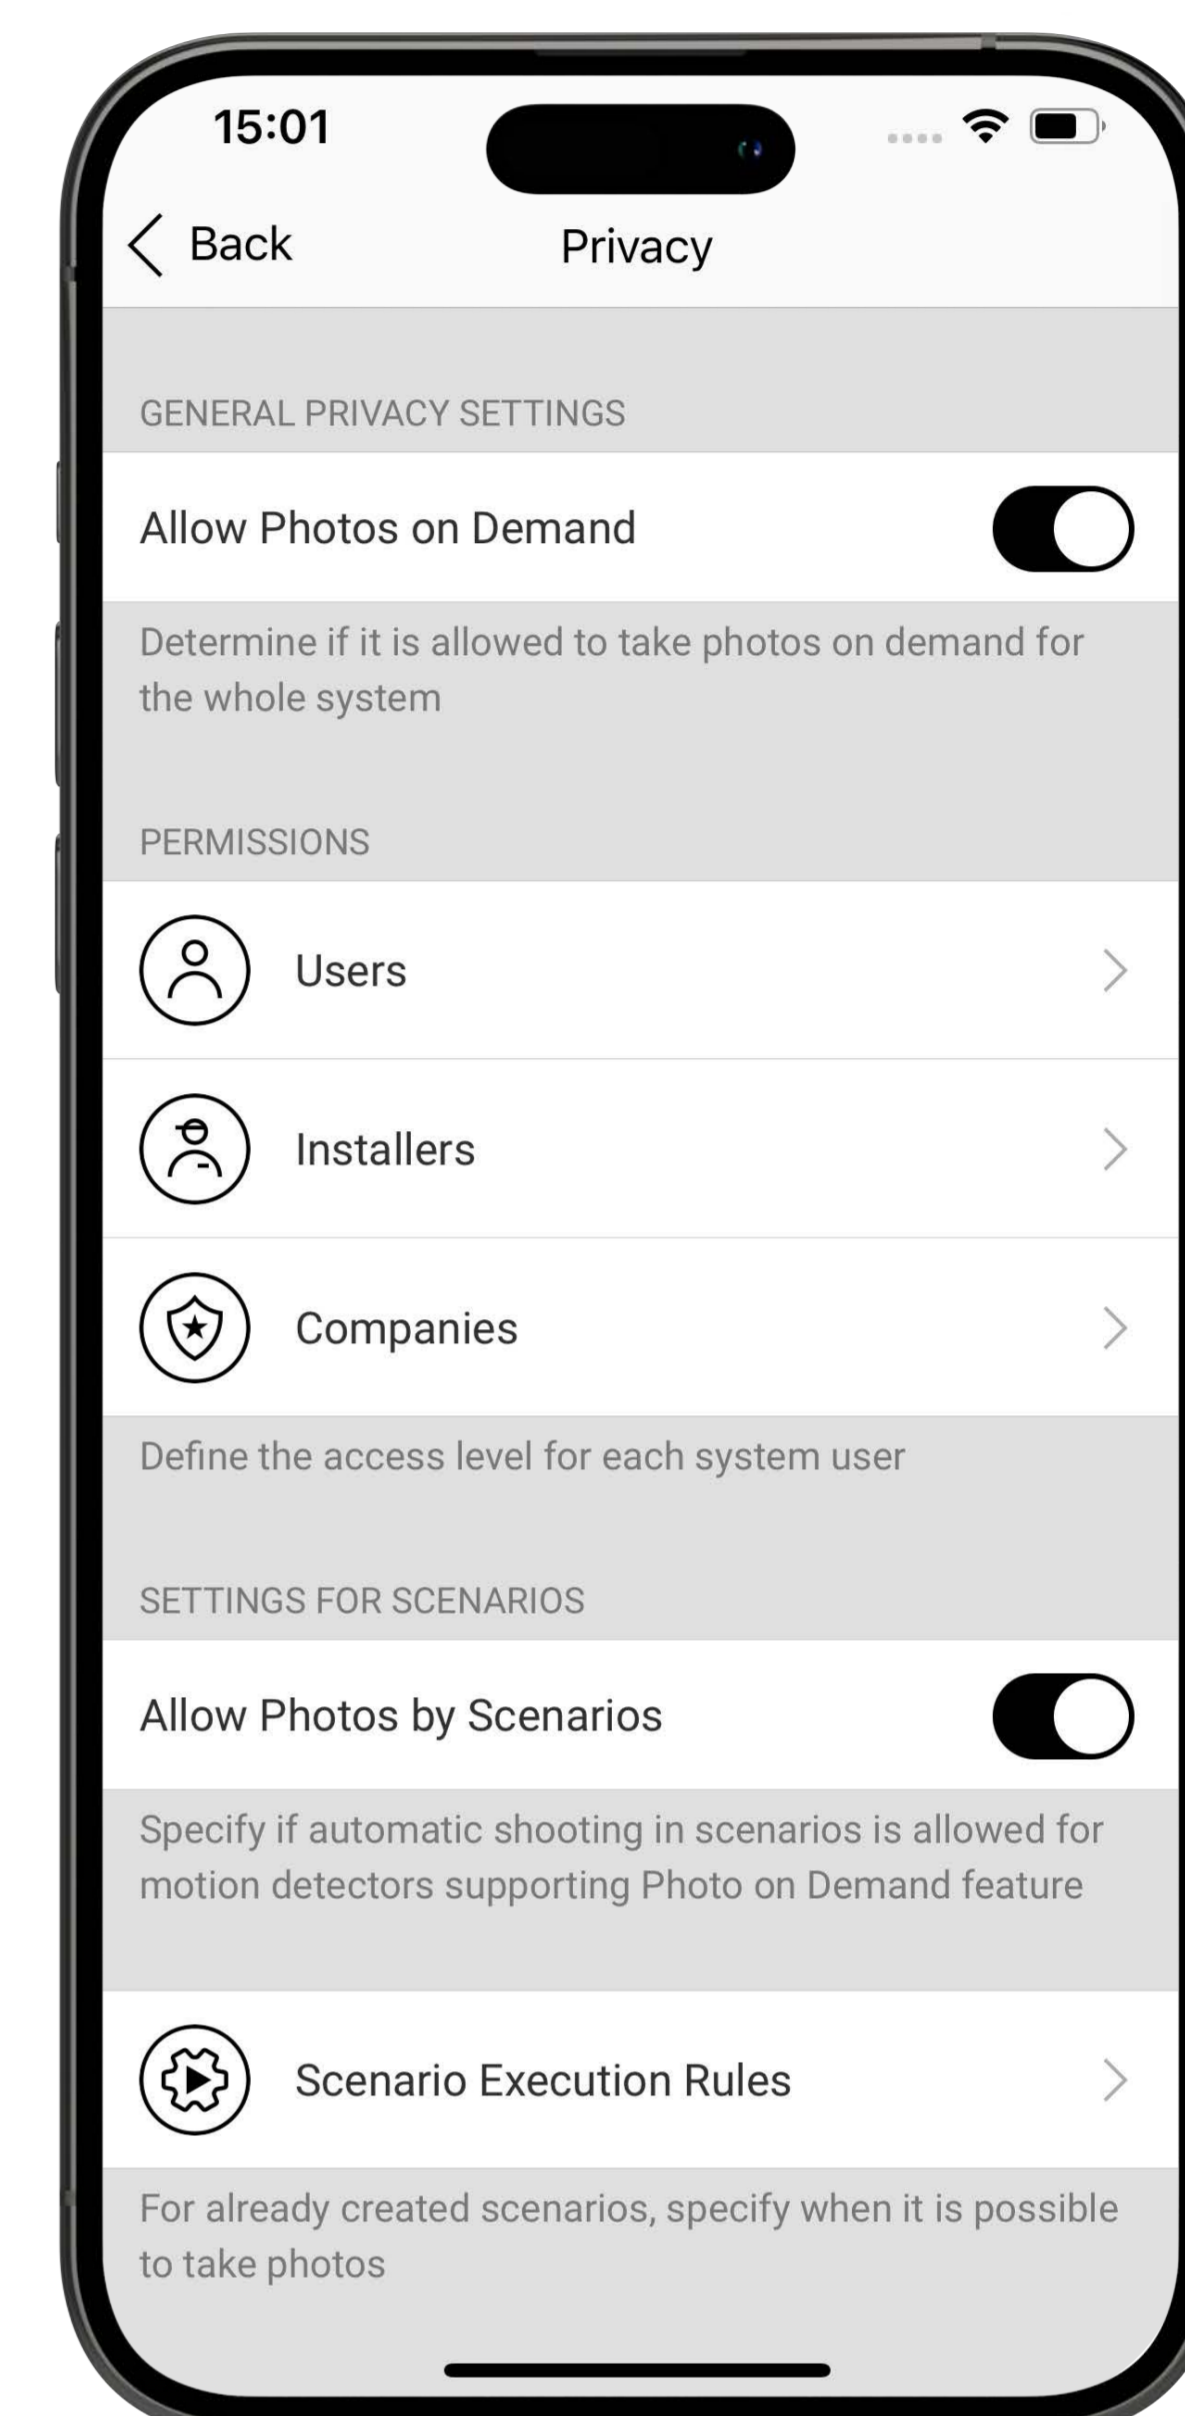 15:01
Back
Privacy
GENERAL PRIVACY SETTINGS
Allow Photos on Demand
Determine if it is allowed to take photos on demand for
the whole system
PERMISSIONS
Users
Installers
Companies
Define the access level for each system user
SETTINGS FOR SCENARIOS
Allow Photos by Scenarios
Specify if automatic shooting in scenarios is allowed for
motion detectors supporting Photo on Demand feature
Scenario Execution Rules
For already created scenarios, specify when it is possible
to take photos